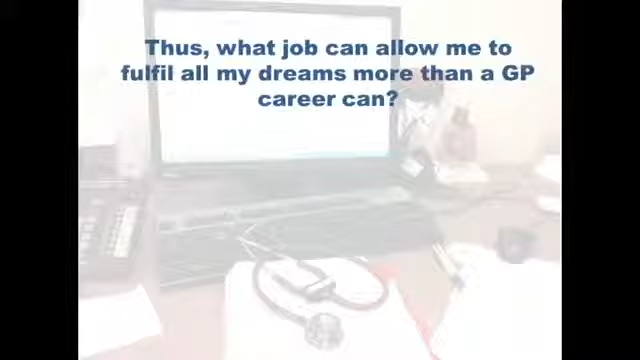 Thus, what job can allow me to
fulfil all my dreams more than a GP
career can?